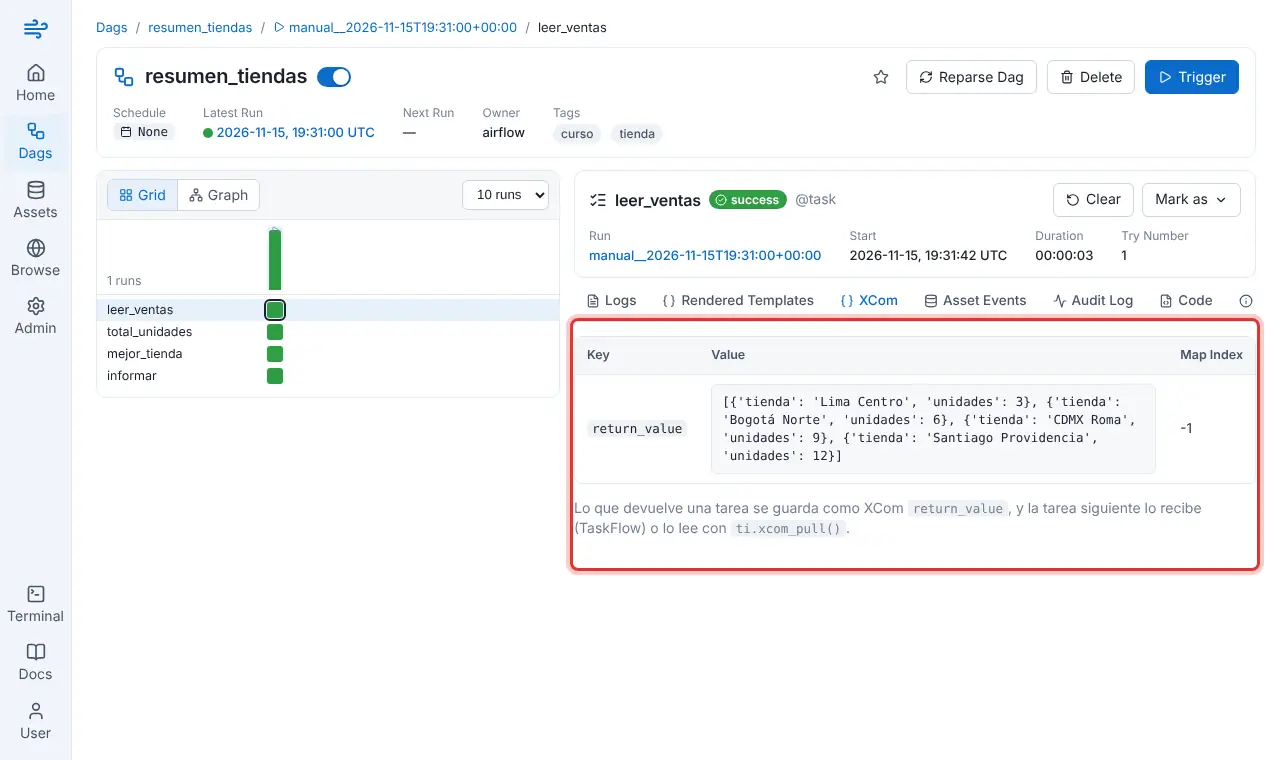 Dags / resumen_tiendas / manual__2026-11-15T19:31:00+00:00 / leer_ventas
Home
Dags
Assets
Browse
Admin
Terminal
Docs
User
resumen_tiendas
Reparse Dag
Delete
Trigger
Schedule
None
Latest Run
2026-11-15, 19:31:00 UTC
Next Run
—
Owner
airflow
Tags
curso tienda
Grid
Graph
10 runs
1 runs
leer_ventas
total_unidades
mejor_tienda
informar
leer_ventas success @task
Clear
Mark as
Run
manual__2026-11-15T19:31:00+00:00
Start
2026-11-15, 19:31:42 UTC
Duration
00:00:03
Try Number
1
Logs
{} Rendered Templates
{} XCom
Asset Events
Audit Log
Code
Key Value Map Index
return_value
[{'tienda': 'Lima Centro', 'unidades': 3}, {'tienda':
'Bogotá Norte', 'unidades': 6}, {'tienda': 'CDMX Roma',
'unidades': 9}, {'tienda': 'Santiago Providencia',
'unidades': 12}]
-1
Lo que devuelve una tarea se guarda como XCom return_value, y la tarea siguiente lo recibe
(TaskFlow) o lo lee con ti.xcom_pull().